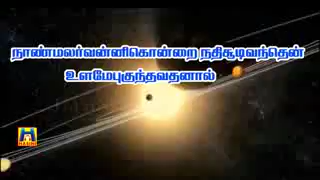 நாண்மலர்வன்னிகொன்றை நதிசூடிவந்தென்
உளமேபுகுந்தவதனால்